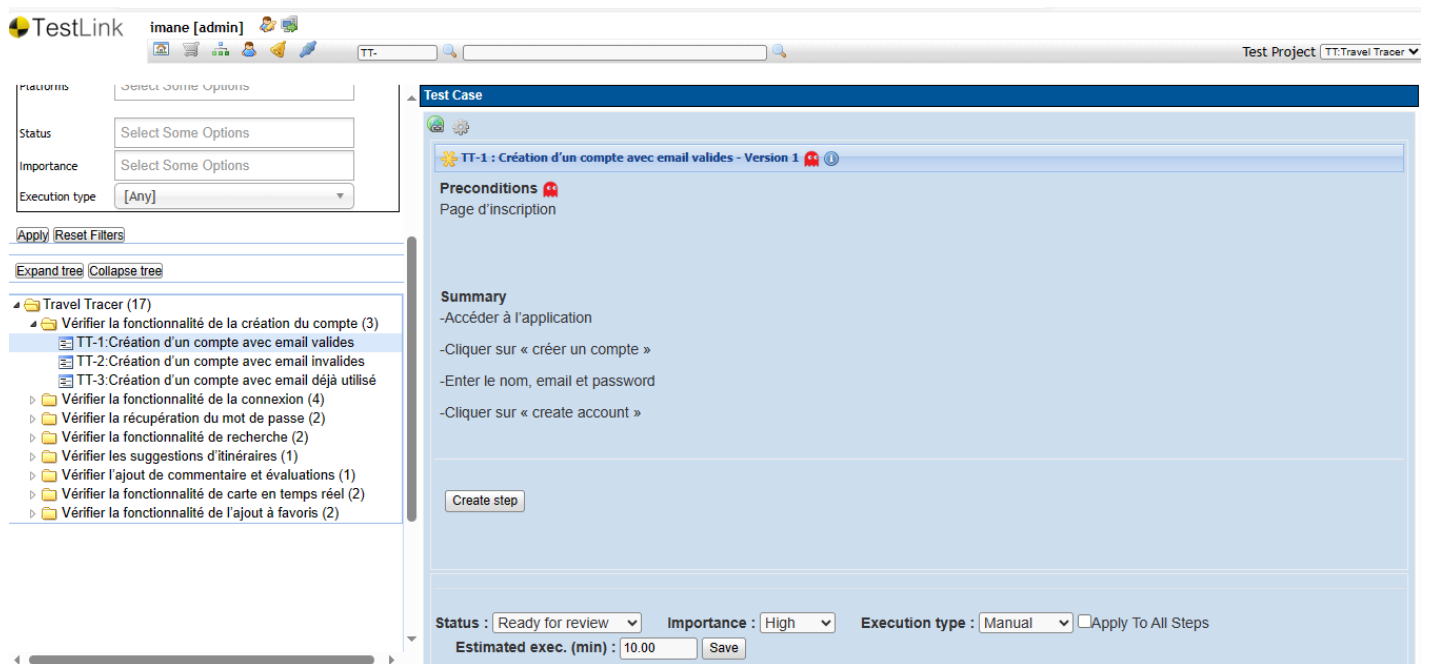 TestLink
imane [admin]
TT-
Test Project TT:Travel Tracer
Platforms Select Some Options
Status Select Some Options
Importance Select Some Options
Execution type [Any]
Apply Reset Filters
Expand tree Collapse tree
Travel Tracer (17)
Vérifier la fonctionnalité de la création du compte (3)
TT-1:Création d'un compte avec email valides
TT-2:Création d'un compte avec email invalides
TT-3:Création d'un compte avec email déjà utilisé
Vérifier la fonctionnalité de la connexion (4)
Vérifier la récupération du mot de passe (2)
Vérifier la fonctionnalité de recherche (2)
Vérifier les suggestions d'itinéraires (1)
Vérifier l'ajout de commentaire et évaluations (1)
Vérifier la fonctionnalité de carte en temps réel (2)
Vérifier la fonctionnalité de l'ajout à favoris (2)
Test Case
TT-1 : Création d'un compte avec email valides - Version 1
Preconditions
Page d'inscription
Summary
-Accéder à l'application
-Cliquer sur « créer un compte »
-Enter le nom, email et password
-Cliquer sur « create account »
Create step
Status : Ready for review Importance : High Execution type : Manual Apply To All Steps
Estimated exec. (min) : 10.00 Save